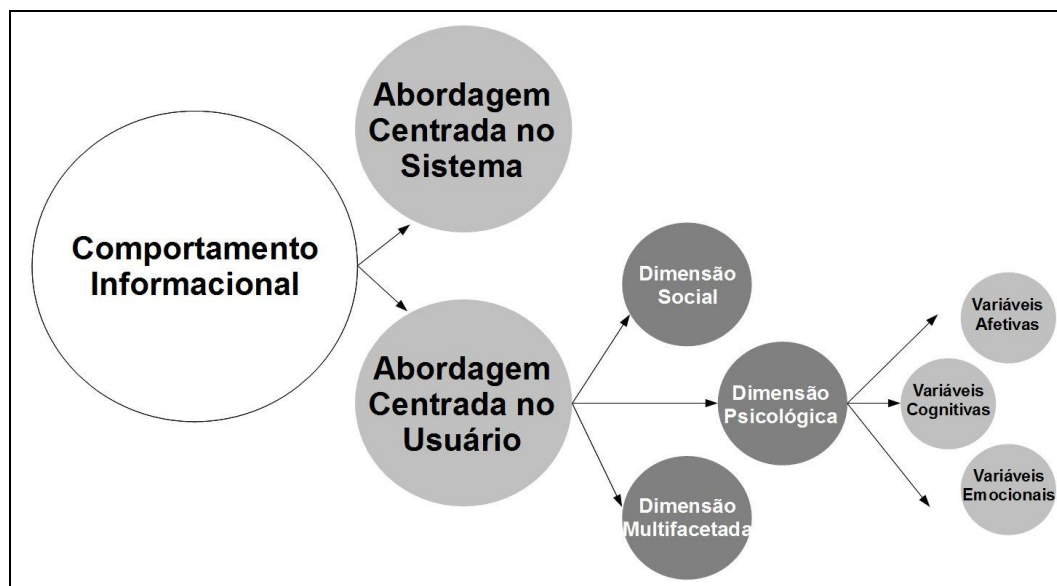 Abordagem
Centrada no
Sistema
Comportamento
Informacional
Abordagem
Centrada no
Usuário
Dimensão
Social
Dimensão
Psicológica
Dimensão
Multifacetada
Variáveis
Afetivas
Variáveis
Cognitivas
Variáveis
Emocionais